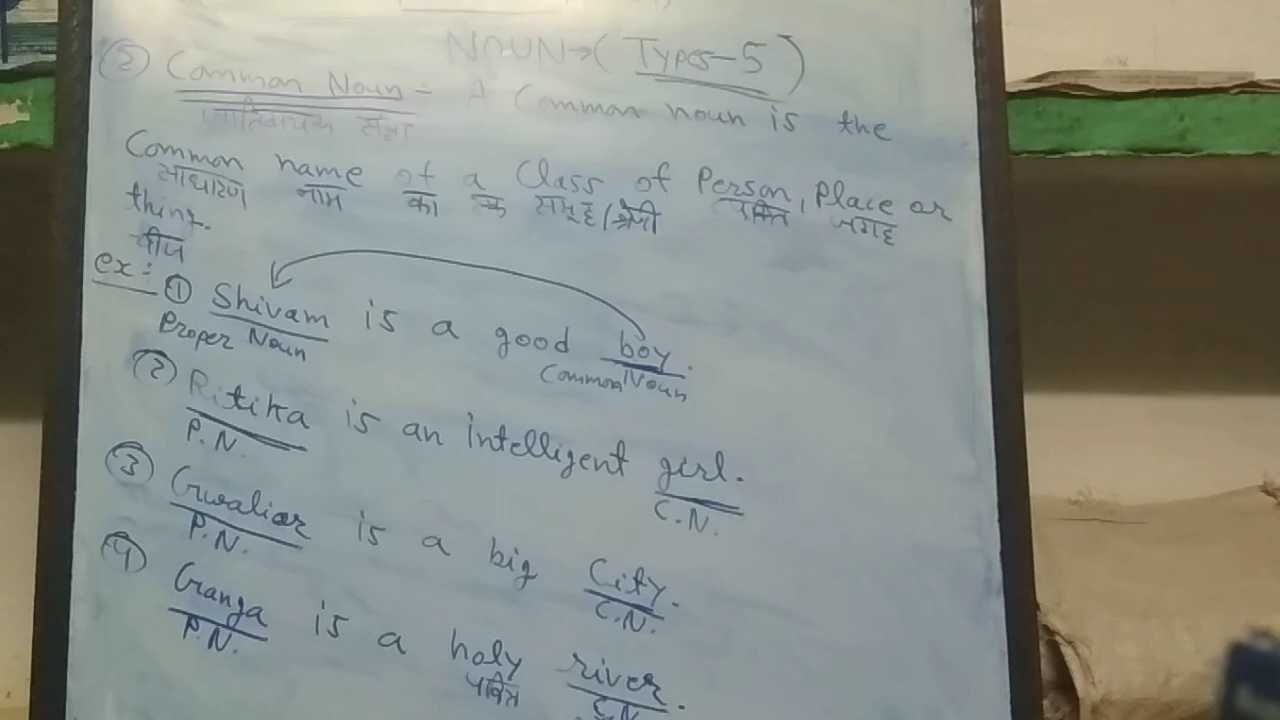 NOUN→(Types-5)
② Common Noun:- A Common noun is the
जातिवाचक संज्ञा
Common name of a Class of Person, Place or
साधारण नाम का एक समूह/श्रेणी व्यक्ति जगह
thing.
चीज
ex:- ① Shivam is a good boy.
Proper Noun Common Noun
② Ritika is an intelligent girl.
P.N. C.N.
③ Gwalior is a big City.
P.N. C.N.
④ Ganga is a holy river.
P.N. पवित्र C.N.